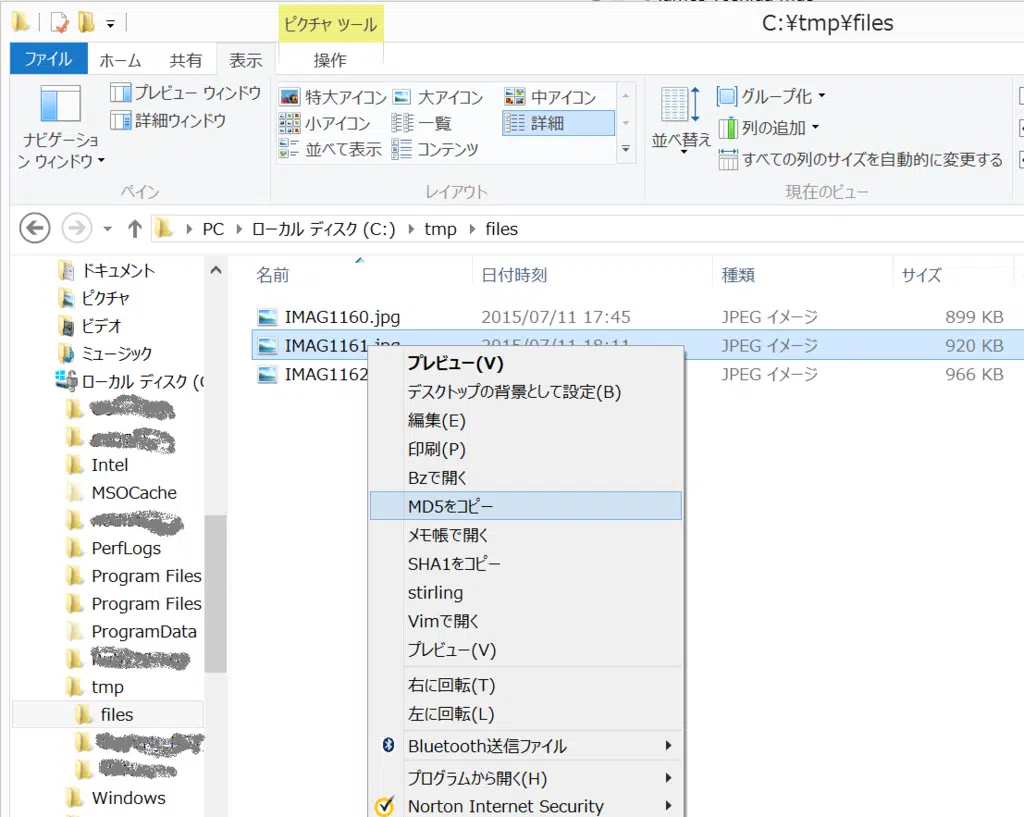 ピクチャ ツール
C:¥tmp¥files
ファイル
ホーム
共有
表示
操作
ナビゲーショ
ン ウィンドウ
プレビュー ウィンドウ
詳細ウィンドウ
ペイン
特大アイコン
大アイコン
中アイコン
小アイコン
一覧
詳細
並べて表示
コンテンツ
レイアウト
並べ替え
グループ化
列の追加
すべての列のサイズを自動的に変更する
現在のビュー
PC
ローカル ディスク (C:)
tmp
files
ドキュメント
ピクチャ
ビデオ
ミュージック
ローカル ディスク (C
Intel
MSOCache
PerfLogs
Program Files
Program Files
ProgramData
tmp
files
Windows
名前
日付時刻
種類
サイズ
IMAG1160.jpg
2015/07/11 17:45
JPEG イメージ
899 KB
IMAG1161.jpg
2015/07/11 18:11
JPEG イメージ
920 KB
IMAG1162
JPEG イメージ
966 KB
プレビュー(V)
デスクトップの背景として設定(B)
編集(E)
印刷(P)
Bzで開く
MD5をコピー
メモ帳で開く
SHA1をコピー
stirling
Vimで開く
プレビュー(V)
右に回転(T)
左に回転(L)
Bluetooth送信ファイル
プログラムから開く(H)
Norton Internet Security